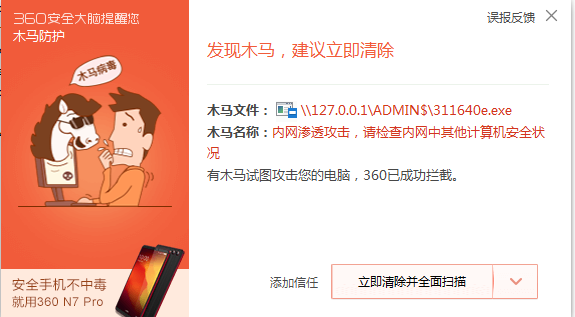 360安全大脑提醒您
误报反馈
木马防护
发现木马，建议立即清除
木马病毒
木马文件： \\127.0.0.1\ADMIN$\311640e.exe
木马名称：内网渗透攻击，请检查内网中其他计算机安全状
况
有木马试图攻击您的电脑，360已成功拦截。
安全手机不中毒
就用360 N7 Pro
添加信任
立即清除并全面扫描